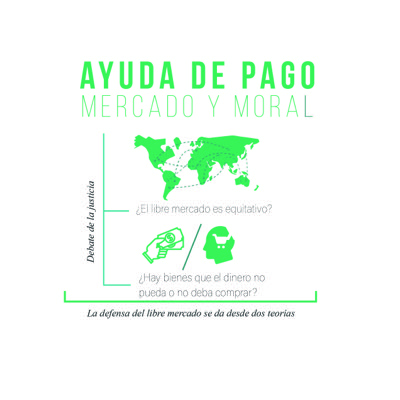 AYUDA DE PAGO
MERCADO Y MORAL
Debate de la justicia
¿El libre mercado es equitativo?
¿Hay bienes que el dinero no
pueda o no deba comprar?
La defensa del libre mercado se da desde dos teorías